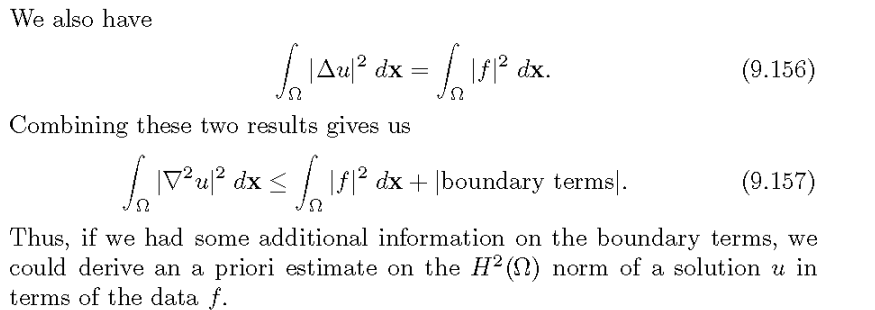 We also have
∫_Ω |Δu|² dx = ∫_Ω |f|² dx. (9.156)
Combining these two results gives us
∫_Ω |∇²u|² dx ≤ ∫_Ω |f|² dx + |boundary terms|. (9.157)
Thus, if we had some additional information on the boundary terms, we
could derive an a priori estimate on the H²(Ω) norm of a solution u in
terms of the data f.